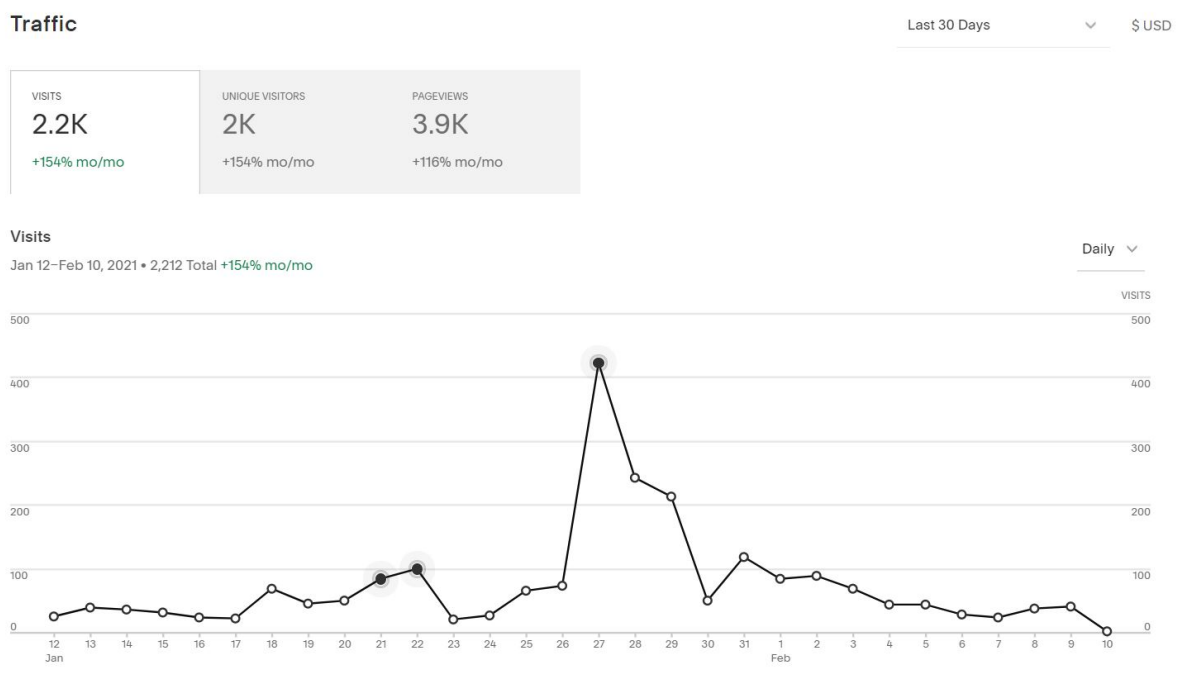 Traffic
Last 30 Days
$ USD
VISITS
UNIQUE VISITORS
PAGEVIEWS
2.2K
2K
3.9K
+154% mo/mo
+154% mo/mo
+116% mo/mo
Visits
Jan 12–Feb 10, 2021 • 2,212 Total +154% mo/mo
Daily
VISITS
500 500
400 400
300 300
200 200
100 100
0 0
12 13 14 15 16 17 18 19 20 21 22 23 24 25 26 27 28 29 30 31 1 2 3 4 5 6 7 8 9 10
Jan Feb